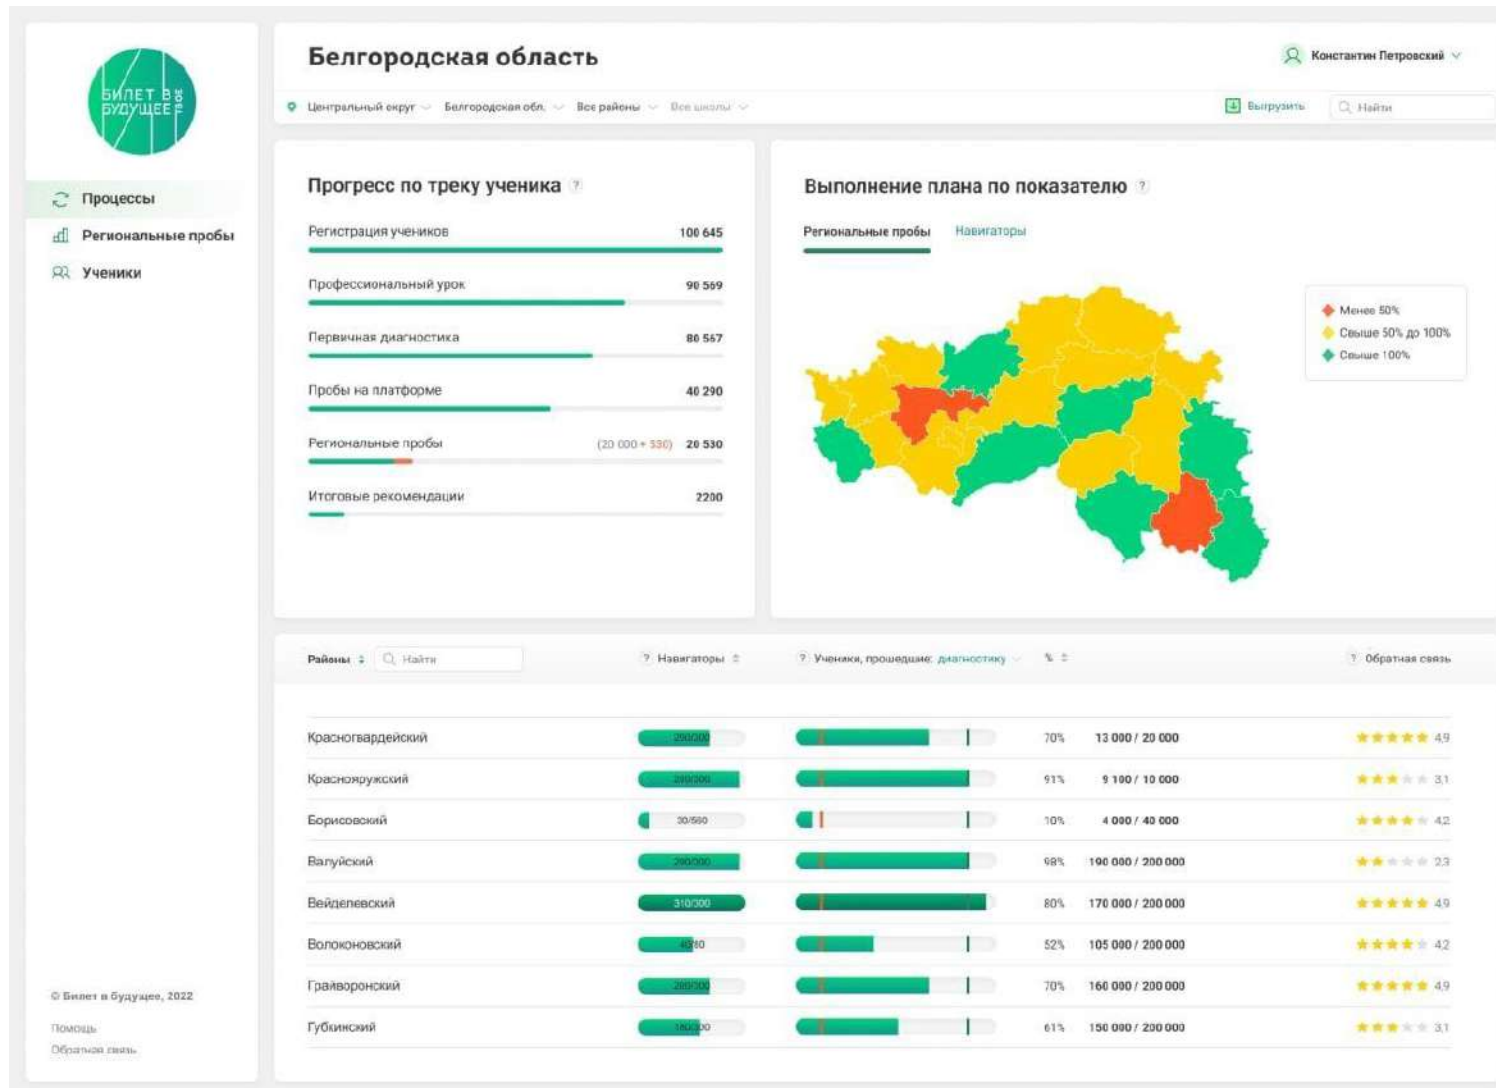 БИЛЕТ В
БУДУЩЕЕ
ТВОЕ
Процессы
Региональные пробы
Ученики
© Билет в будущее, 2022
Помощь
Обратная связь
Белгородская область
Константин Петровский
Центральный округ Белгородская обл. Все районы Все школы
Выгрузить Найти
Прогресс по треку ученика ?
Регистрация учеников 100 645
Профессиональный урок 90 569
Первичная диагностика 80 567
Пробы на платформе 40 290
Региональные пробы (20 000 + 530) 20 530
Итоговые рекомендации 2200
Выполнение плана по показателю ?
Региональные пробы Навигаторы
Менее 50%
Свыше 50% до 100%
Свыше 100%
Районы Найти ? Навигаторы ? Ученики, прошедшие: диагностику % ? Обратная связь
Красногвардейский 70% 13 000 / 20 000 4,9
Краснояружский 91% 9 100 / 10 000 3,1
Борисовский 30/560 10% 4 000 / 40 000 4,2
Валуйский 98% 190 000 / 200 000 2,3
Вейделевский 310/300 80% 170 000 / 200 000 4,9
Волоконовский 52% 105 000 / 200 000 4,2
Грайворонский 70% 160 000 / 200 000 4,9
Губкинский 61% 150 000 / 200 000 3,1